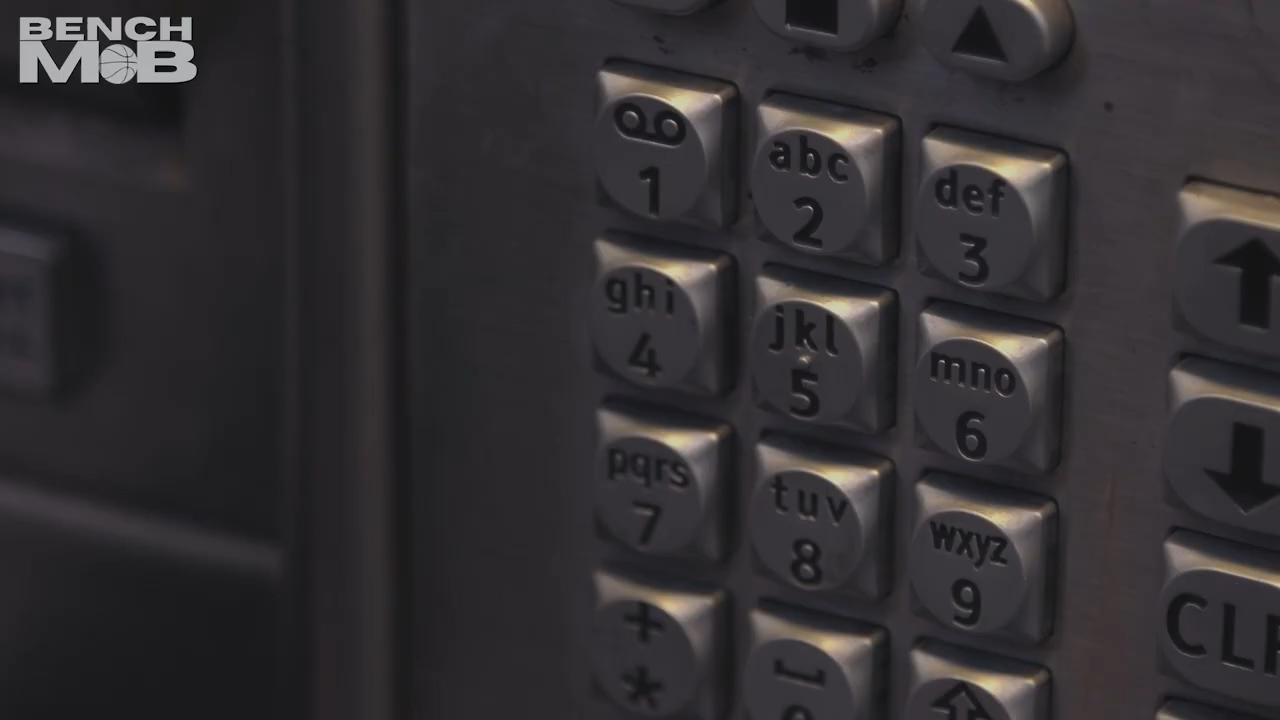 BENCH
MOB
1
abc
2
def
3
ghi
4
jkl
5
mno
6
pqrs
7
tuv
8
wxyz
9
+
*